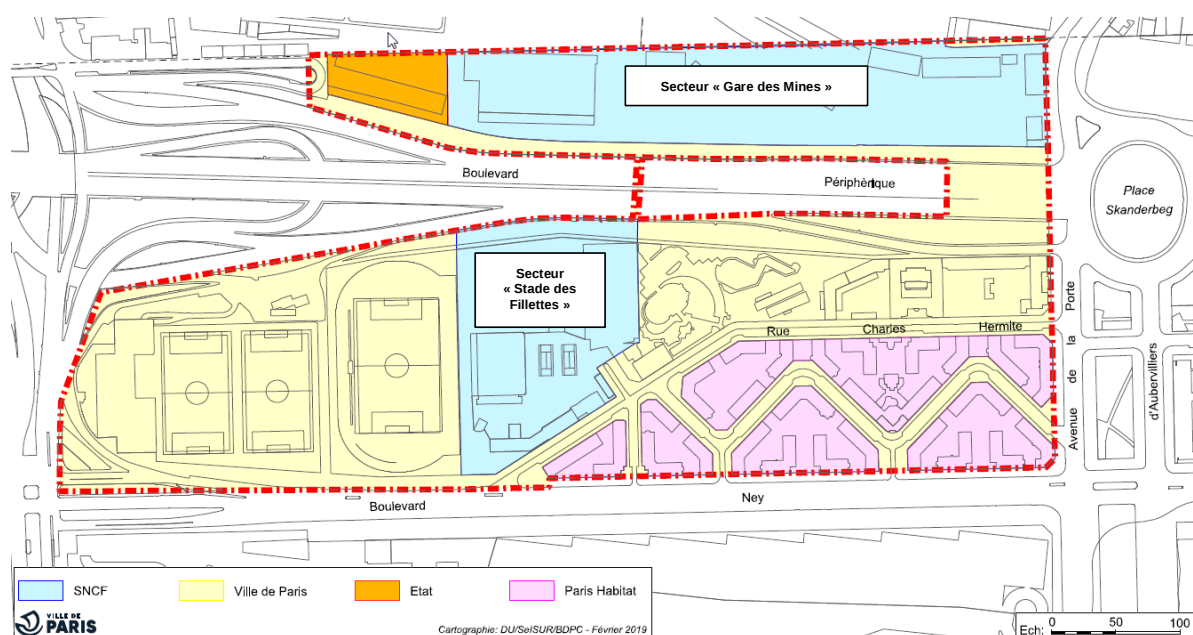 Secteur « Gare des Mines »
Boulevard
Périphèrique
Place
Skanderbeg
Secteur
« Stade des
Fillettes »
Rue Charles Hermite
Avenue de la Porte
d'Aubervilliers
Boulevard
Ney
SNCF
Ville de Paris
Etat
Paris Habitat
VILLE DE
PARIS
Cartographie: DU/SeISUR/BDPC - Février 2019
Ech:
0 50 100